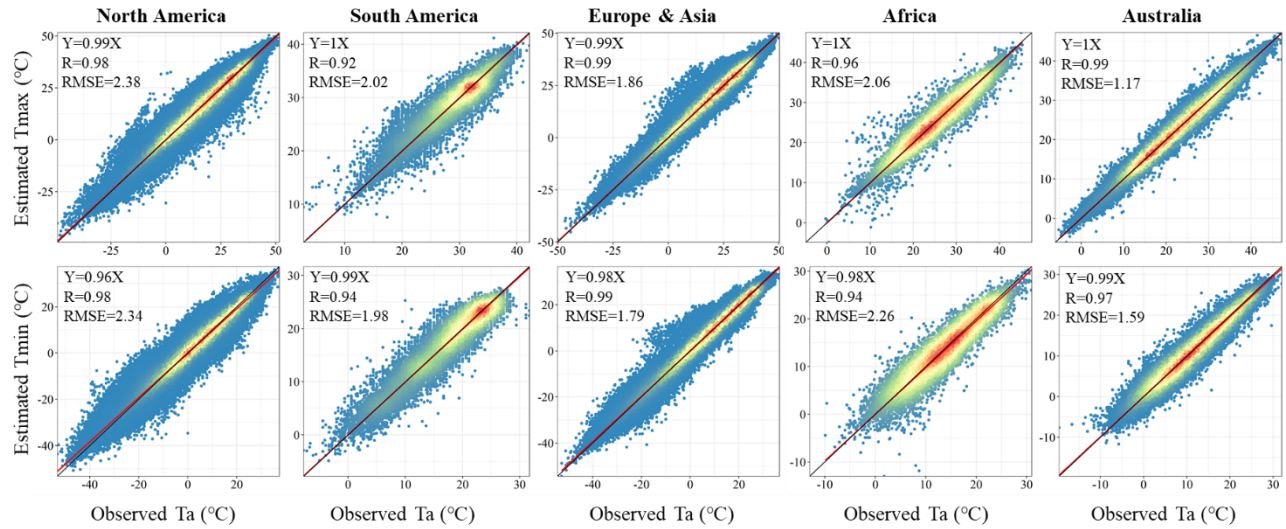 North America South America Europe & Asia Africa Australia
Estimated Tmax (°C)
50
25
0
-25
Y=0.99X
R=0.98
RMSE=2.38
-25 0 25 50
40
30
20
10
Y=1X
R=0.92
RMSE=2.02
10 20 30 40
50
25
0
-25
-50
Y=0.99X
R=0.99
RMSE=1.86
-50 -25 0 25 50
40
30
20
10
0
Y=1X
R=0.96
RMSE=2.06
0 10 20 30 40
40
30
20
10
0
Y=1X
R=0.99
RMSE=1.17
0 10 20 30 40
Estimated Tmin (°C)
20
0
-20
-40
Y=0.96X
R=0.98
RMSE=2.34
-40 -20 0 20
30
20
10
0
Y=0.99X
R=0.94
RMSE=1.98
0 10 20 30
20
0
-20
-40
Y=0.98X
R=0.99
RMSE=1.79
-40 -20 0 20
30
20
10
0
-10
Y=0.98X
R=0.94
RMSE=2.26
-10 0 10 20 30
30
20
10
0
-10
Y=0.99X
R=0.97
RMSE=1.59
-20 -10 0 10 20 30
Observed Ta (°C) Observed Ta (°C) Observed Ta (°C) Observed Ta (°C) Observed Ta (°C)